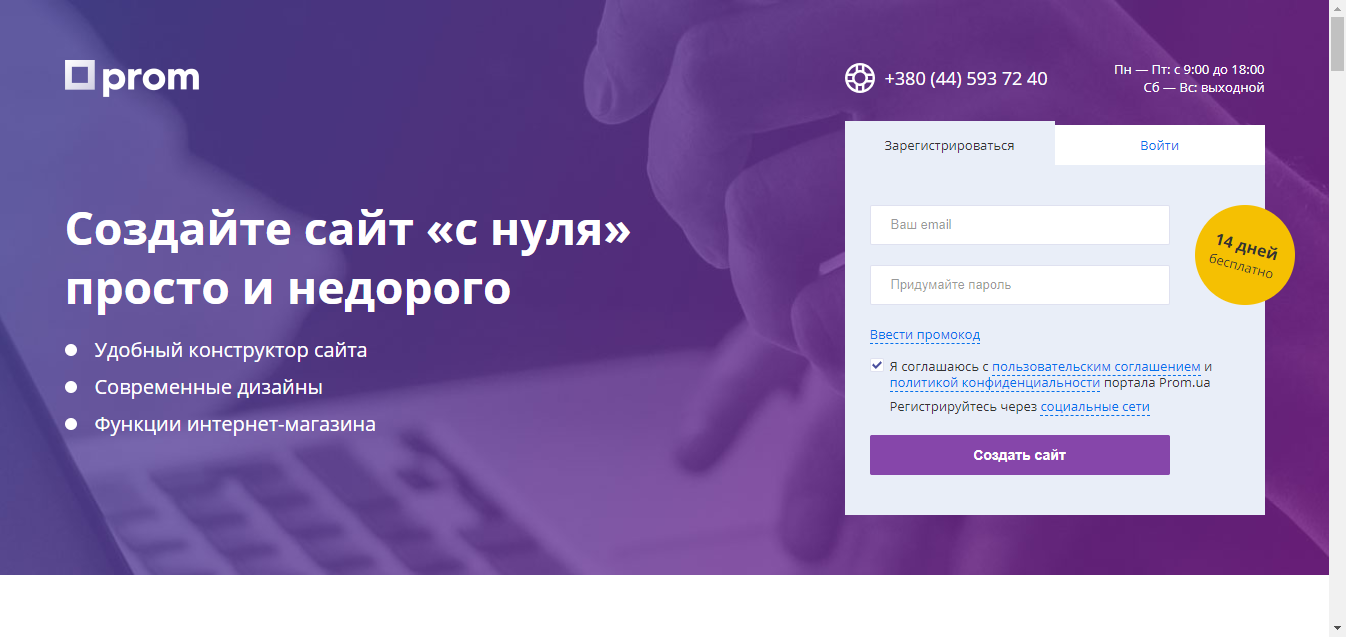 prom
+380 (44) 593 72 40
Пн — Пт: с 9:00 до 18:00
Сб — Вс: выходной
Зарегистрироваться
Войти
Создайте сайт «с нуля»
просто и недорого
Удобный конструктор сайта
Современные дизайны
Функции интернет-магазина
Ваш email
Придумайте пароль
14 дней
бесплатно
Ввести промокод
Я соглашаюсь с пользовательским соглашением и
политикой конфиденциальности портала Prom.ua
Регистрируйтесь через социальные сети
Создать сайт